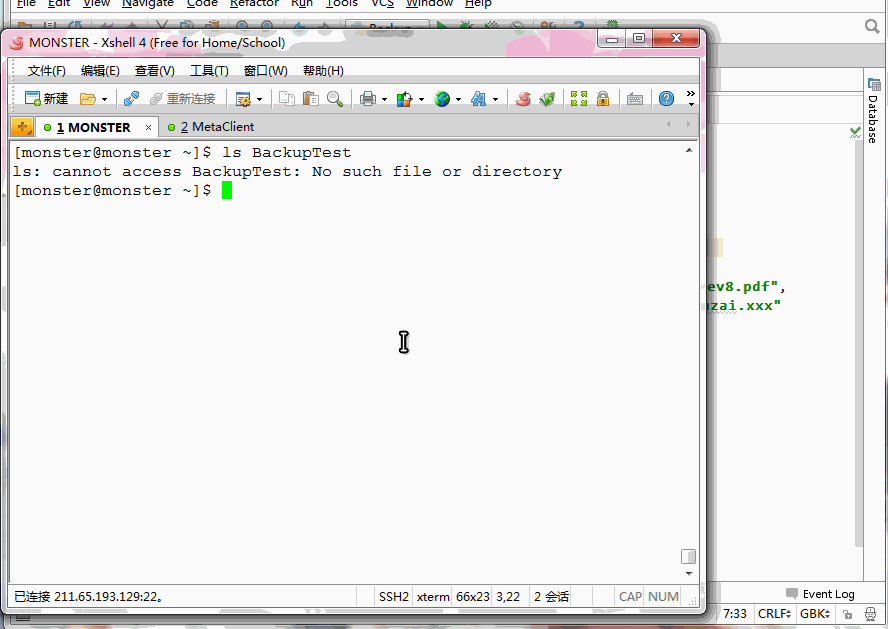 File Edit View Navigate Code Refactor Run Tools VCS Window Help
MONSTER - Xshell 4 (Free for Home/School)
文件(F) 编辑(E) 查看(V) 工具(T) 窗口(W) 帮助(H)
新建 重新连接
1 MONSTER × 2 MetaClient
[monster@monster ~]$ ls BackupTest
ls: cannot access BackupTest: No such file or directory
[monster@monster ~]$
Database
ev8.pdf",
zai.xxx"
已连接 211.65.193.129:22。 SSH2 xterm 66x23 3,22 2 会话 CAP NUM
Event Log
7:33 CRLF GBK